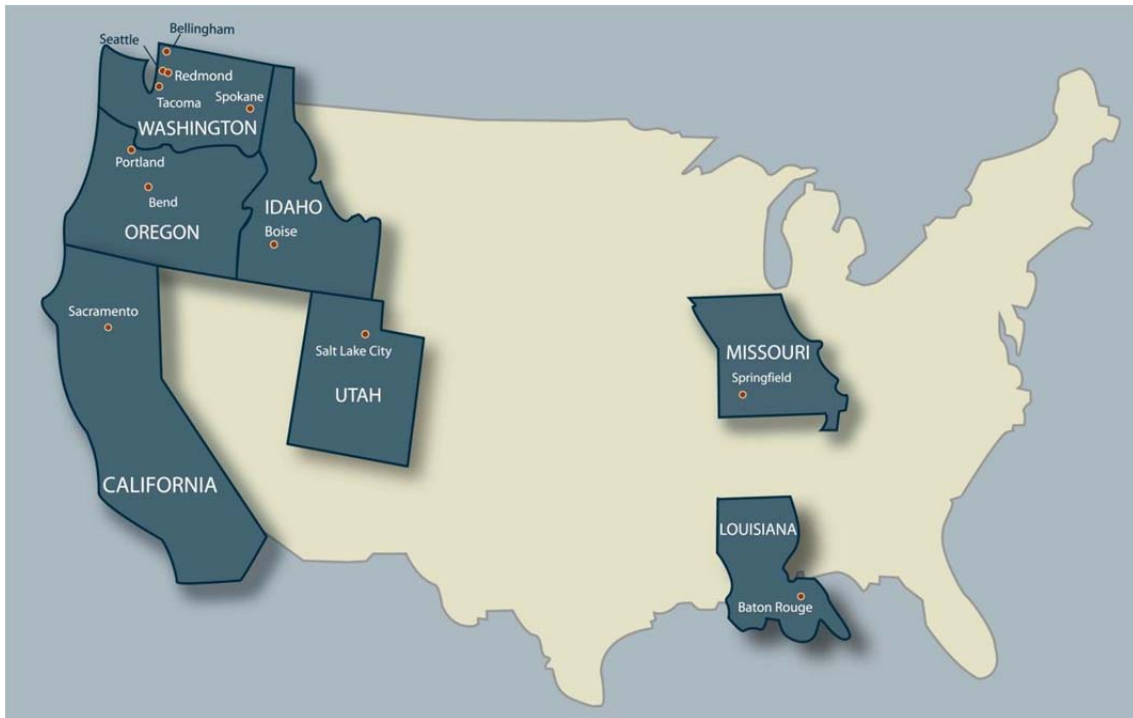 Bellingham
Seattle
Redmond
Tacoma
Spokane
WASHINGTON
Portland
Bend
OREGON
IDAHO
Boise
Sacramento
Salt Lake City
UTAH
CALIFORNIA
MISSOURI
Springfield
LOUISIANA
Baton Rouge